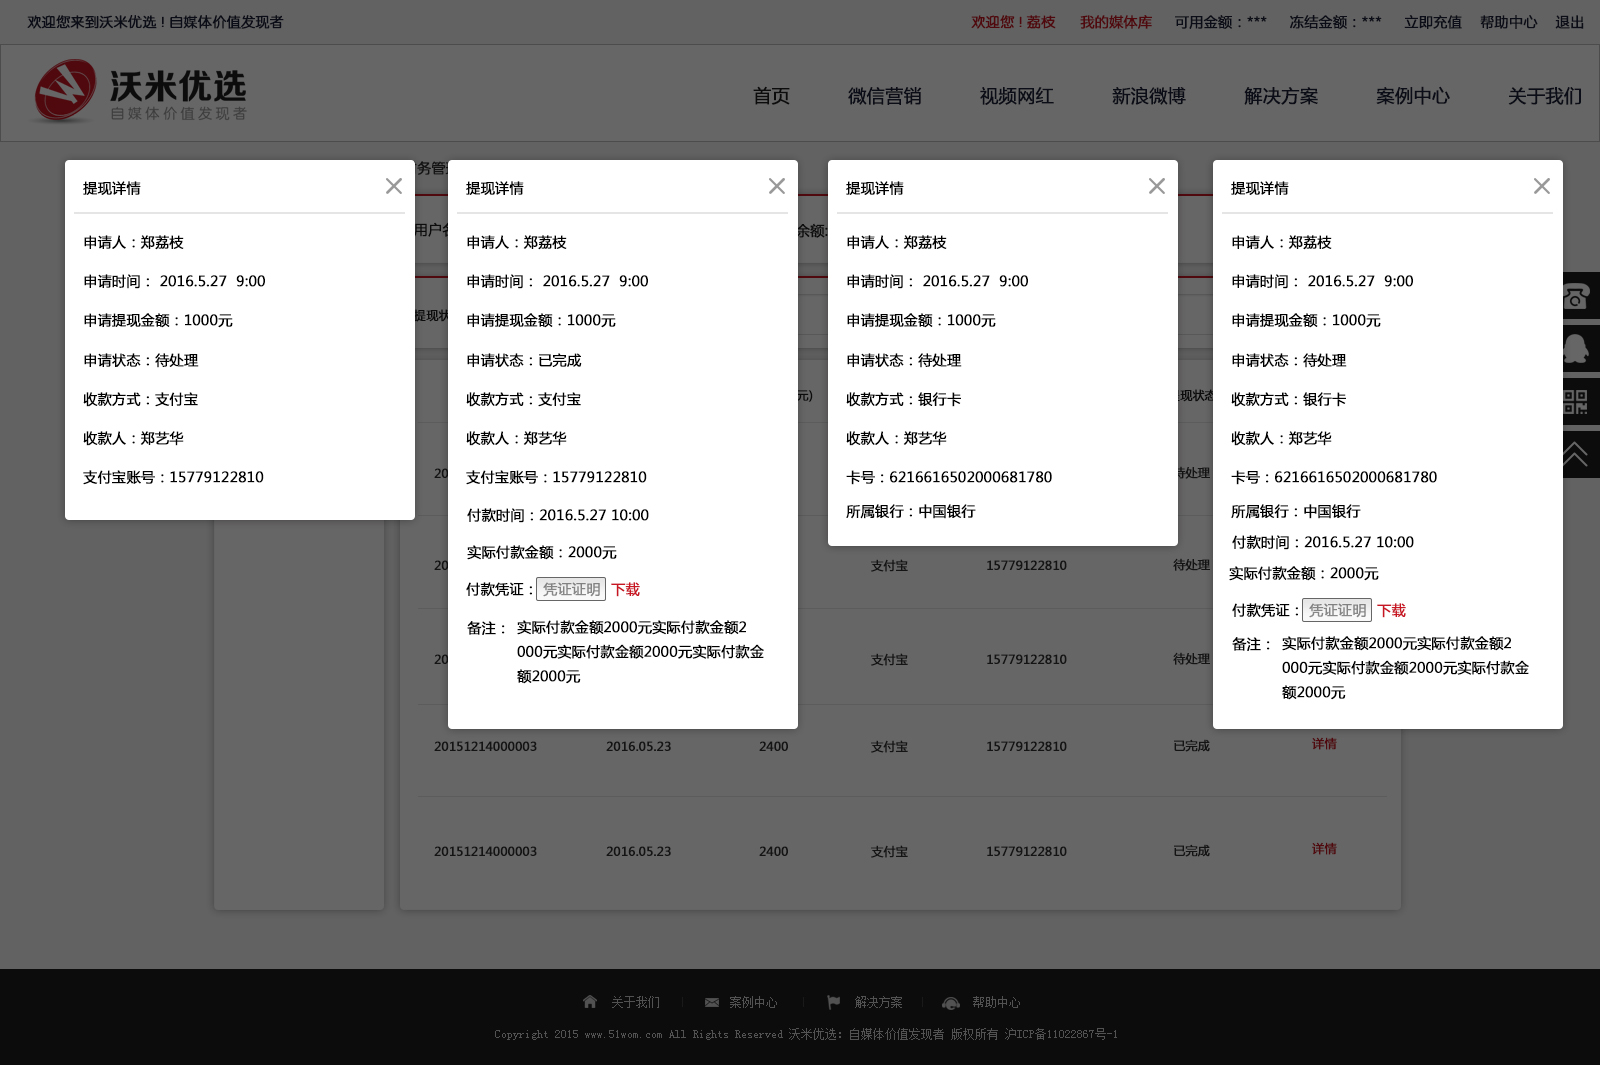 欢迎您来到沃米优选！自媒体价值发现者
欢迎您！荔枝 我的媒体库 可用金额：*** 冻结金额：*** 立即充值 帮助中心 退出
沃米优选
自媒体价值发现者
首页 微信营销 视频网红 新浪微博 解决方案 案例中心 关于我们
务管
用户名
余额:
提现状
元)
现状态
提现详情
申请人：郑荔枝
申请时间： 2016.5.27 9:00
申请提现金额：1000元
申请状态：待处理
收款方式：支付宝
收款人：郑艺华
支付宝账号：15779122810
提现详情
申请人：郑荔枝
申请时间： 2016.5.27 9:00
申请提现金额：1000元
申请状态：已完成
收款方式：支付宝
收款人：郑艺华
支付宝账号：15779122810
付款时间：2016.5.27 10:00
实际付款金额：2000元
付款凭证：凭证证明 下载
备注： 实际付款金额2000元实际付款金额2
000元实际付款金额2000元实际付款金
额2000元
提现详情
申请人：郑荔枝
申请时间： 2016.5.27 9:00
申请提现金额：1000元
申请状态：待处理
收款方式：银行卡
收款人：郑艺华
卡号：6216616502000681780
所属银行：中国银行
提现详情
申请人：郑荔枝
申请时间： 2016.5.27 9:00
申请提现金额：1000元
申请状态：待处理
收款方式：银行卡
收款人：郑艺华
卡号：6216616502000681780
所属银行：中国银行
付款时间：2016.5.27 10:00
实际付款金额：2000元
付款凭证：凭证证明 下载
备注： 实际付款金额2000元实际付款金额2
000元实际付款金额2000元实际付款金
额2000元
20 待处理
20 支付宝 15779122810 待处理
20 支付宝 15779122810 待处理
20151214000003 2016.05.23 2400 支付宝 15779122810 已完成 详情
20151214000003 2016.05.23 2400 支付宝 15779122810 已完成 详情
关于我们 案例中心 解决方案 帮助中心
Copyright 2015 www.51wom.com All Rights Reserved 沃米优选：自媒体价值发现者 版权所有 沪ICP备11022867号-1